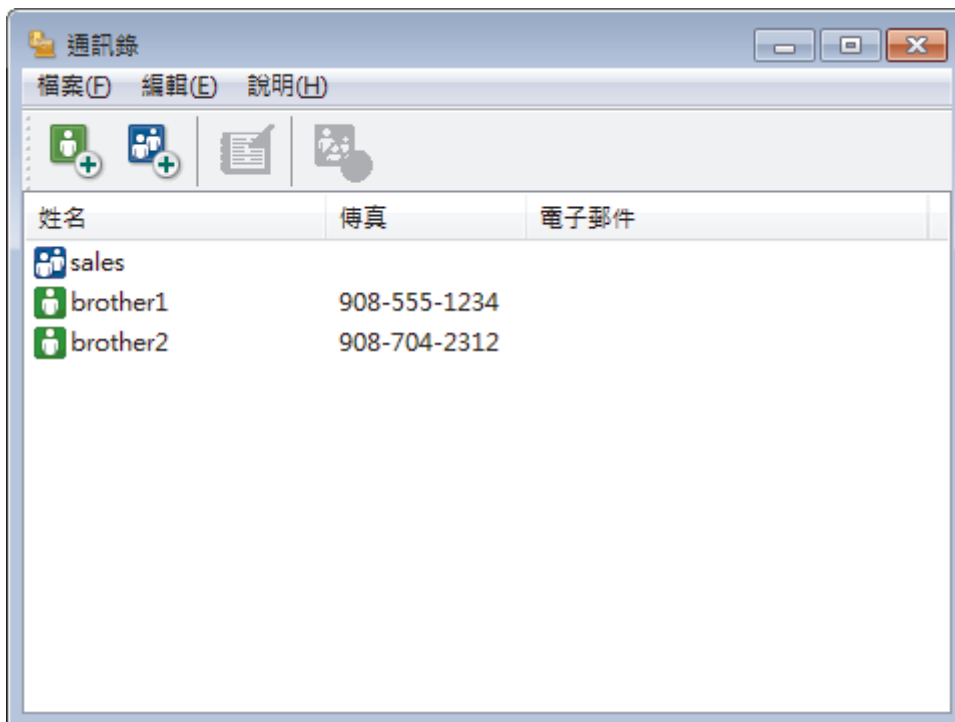 通訊錄
檔案(F) 編輯(E) 說明(H)
姓名 傳真 電子郵件
sales
brother1 908-555-1234
brother2 908-704-2312